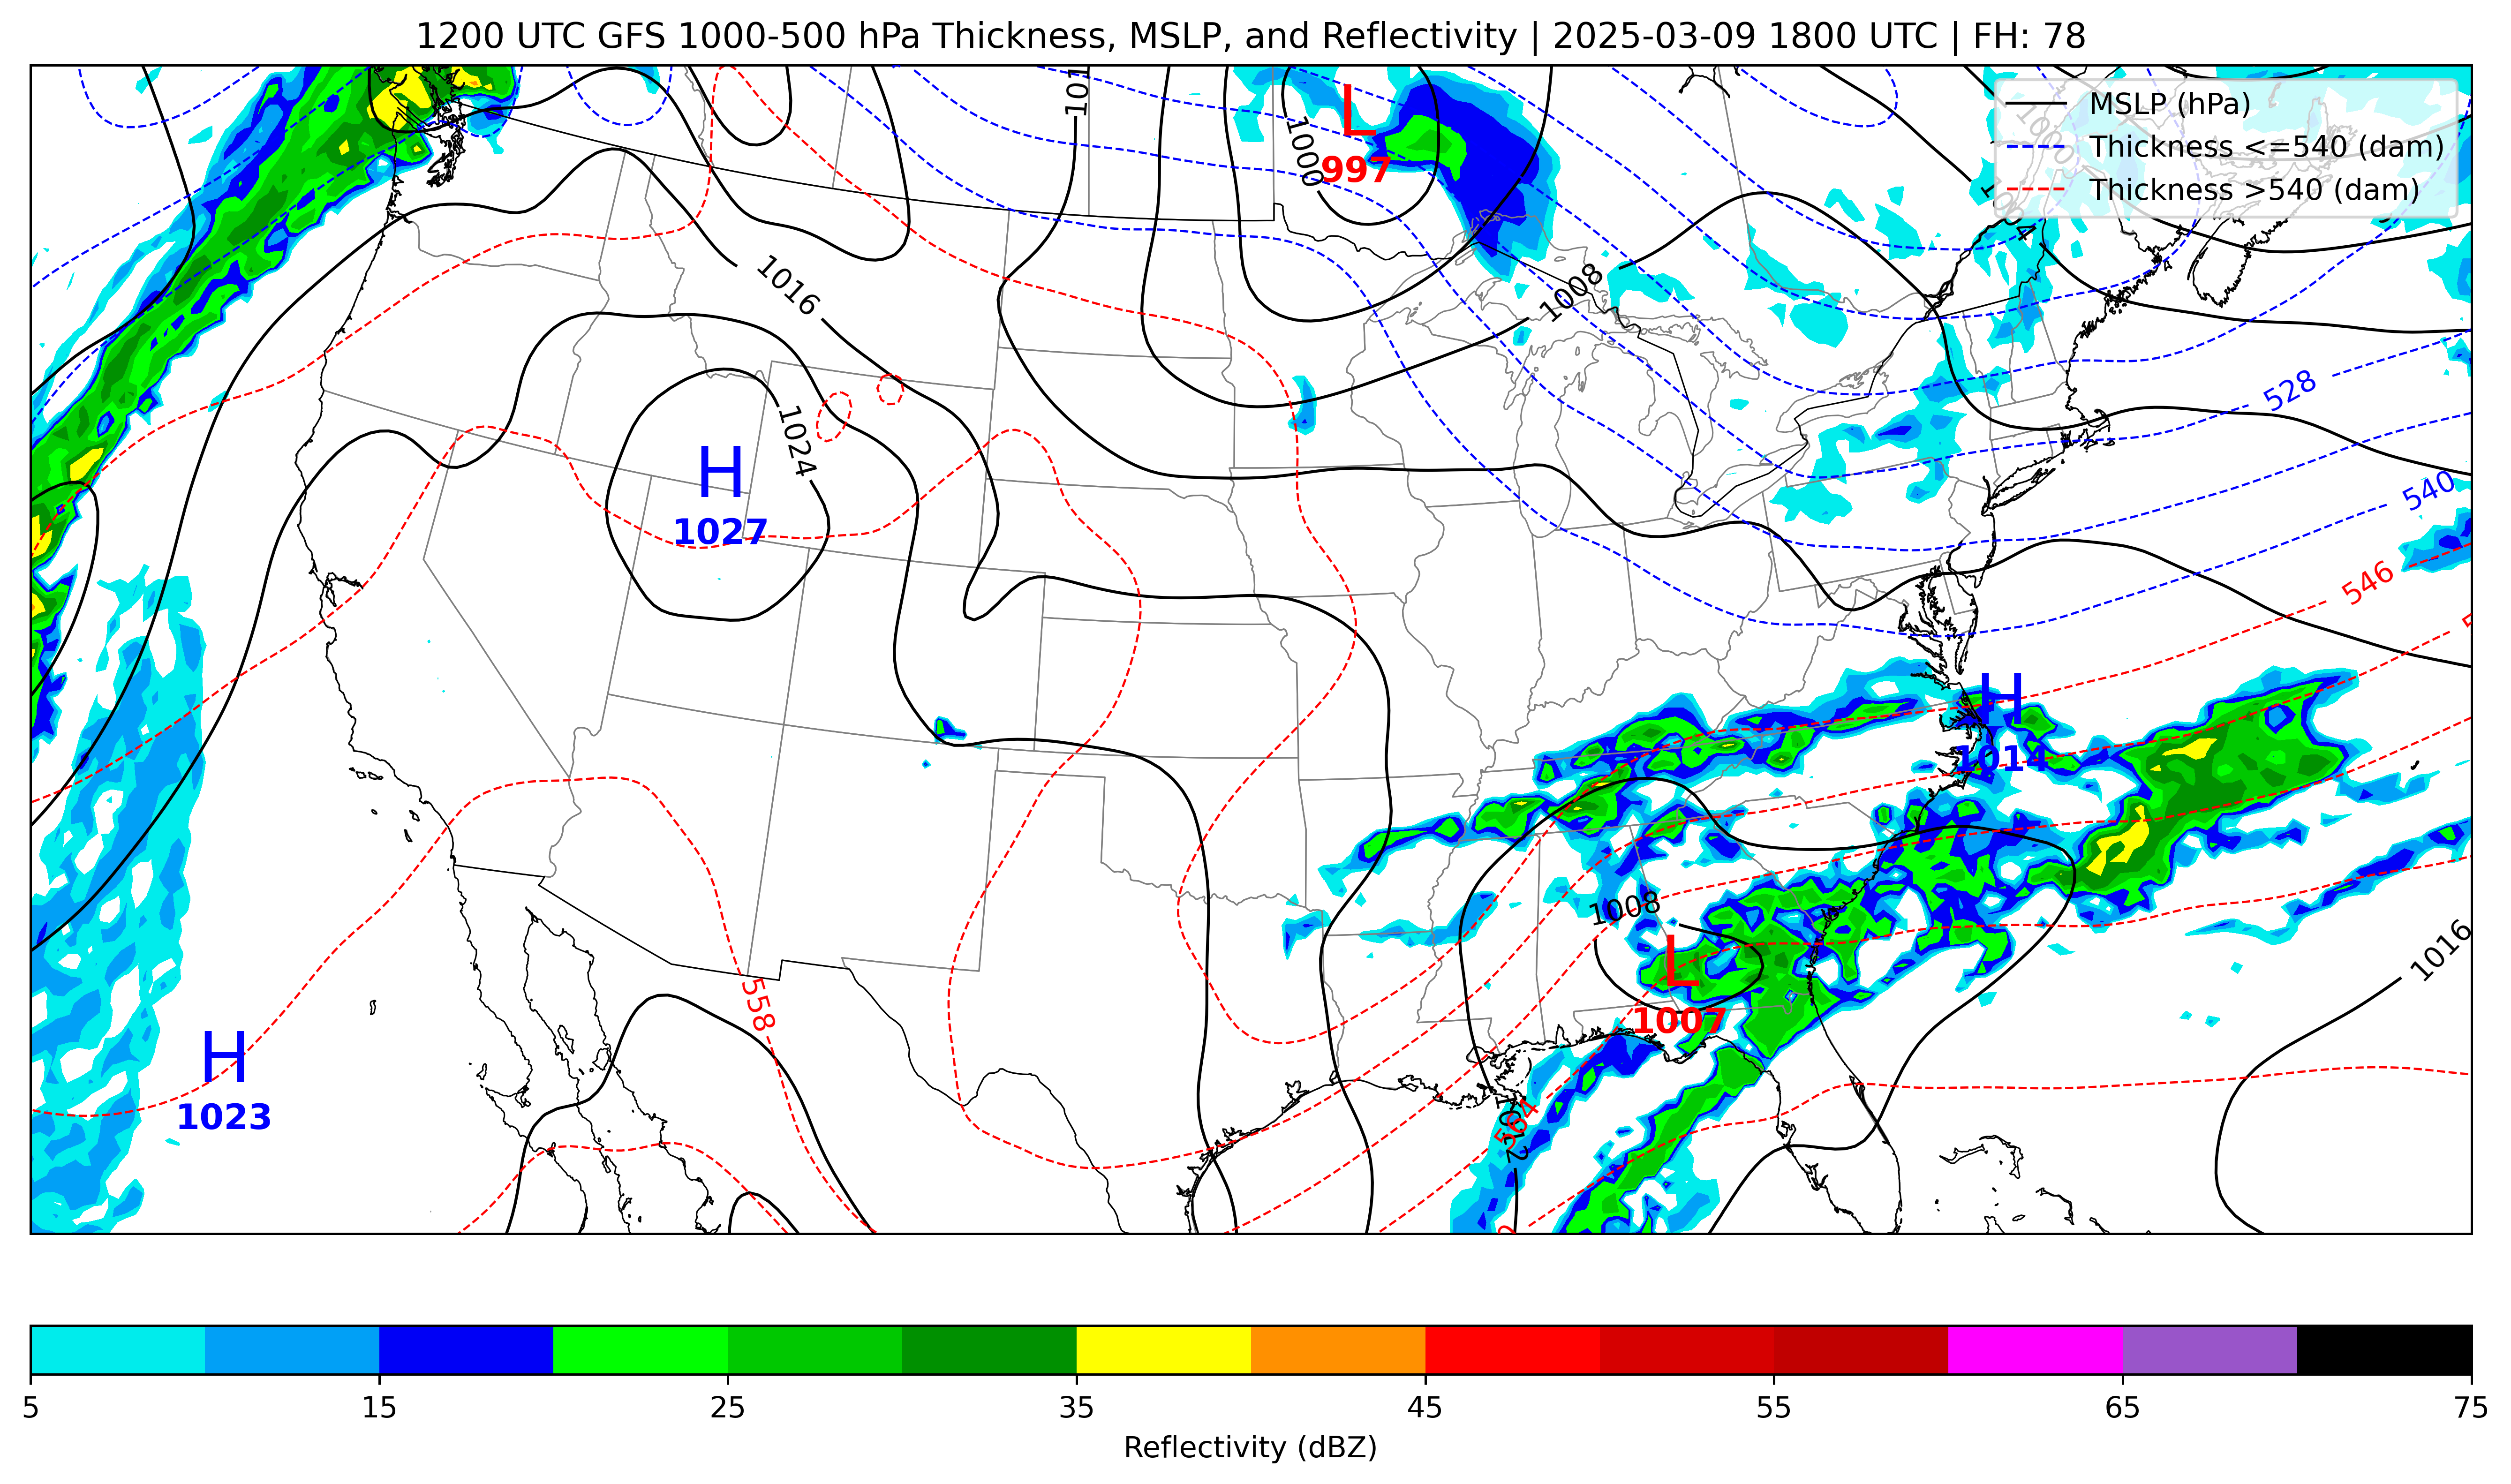 1200 UTC GFS 1000-500 hPa Thickness, MSLP, and Reflectivity | 2025-03-09 1800 UTC | FH: 78
MSLP (hPa)
Thickness <=540 (dam)
Thickness >540 (dam)
L
997
1000
1016
1008
1024
H
1027
528
540
546
H
1014
1008
L
1007
1016
558
H
1023
564
1012
5 15 25 35 45 55 65 75
Reflectivity (dBZ)